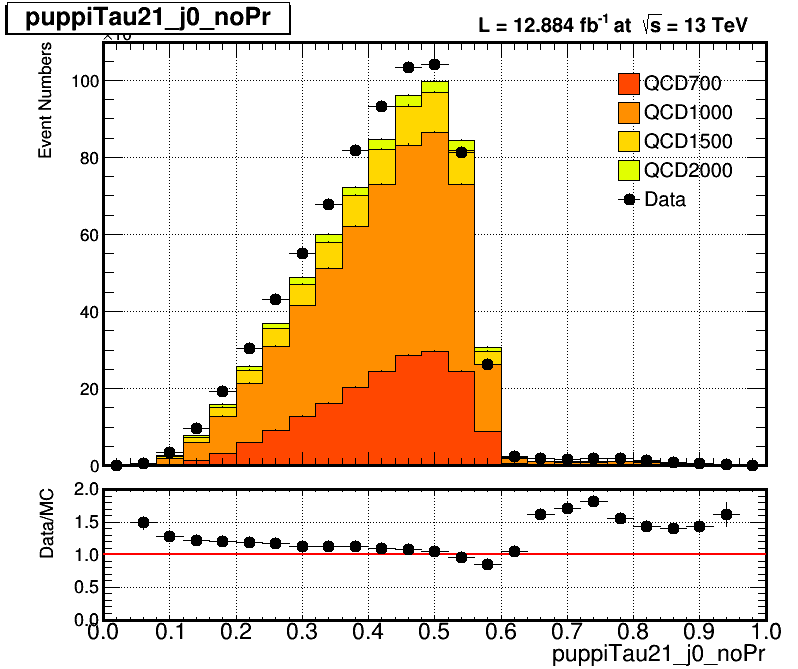 puppiTau21_j0_noPr
L = 12.884 fb⁻¹ at √s = 13 TeV
Event Numbers
100
80
60
40
20
0
QCD700
QCD1000
QCD1500
QCD2000
Data
Data/MC
2.0
1.5
1.0
0.5
0.0
0.0 0.1 0.2 0.3 0.4 0.5 0.6 0.7 0.8 0.9 1.0
puppiTau21_j0_noPr